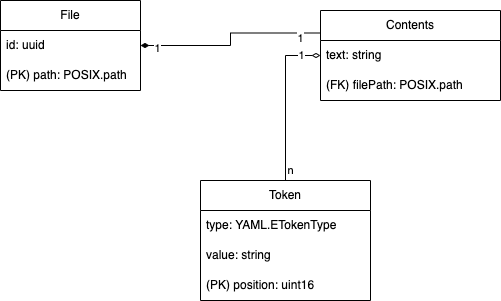 File
id: uuid
(PK) path: POSIX.path
1
1
Contents
text: string
(FK) filePath: POSIX.path
1
n
Token
type: YAML.ETokenType
value: string
(PK) position: uint16